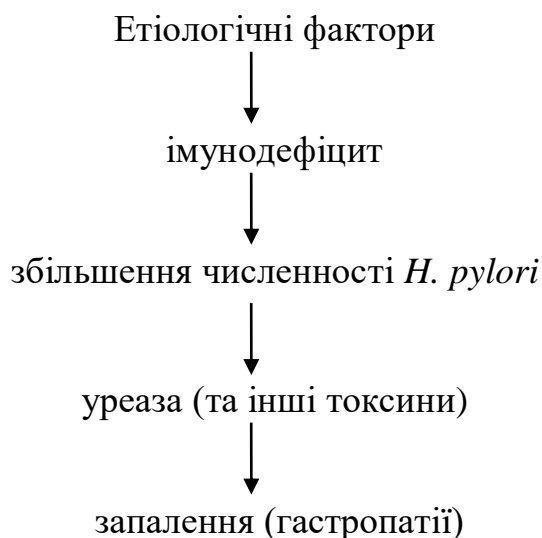 Етіологічні фактори
імунодефіцит
збільшення численності H. pylori
уреаза (та інші токсини)
запалення (гастропатії)